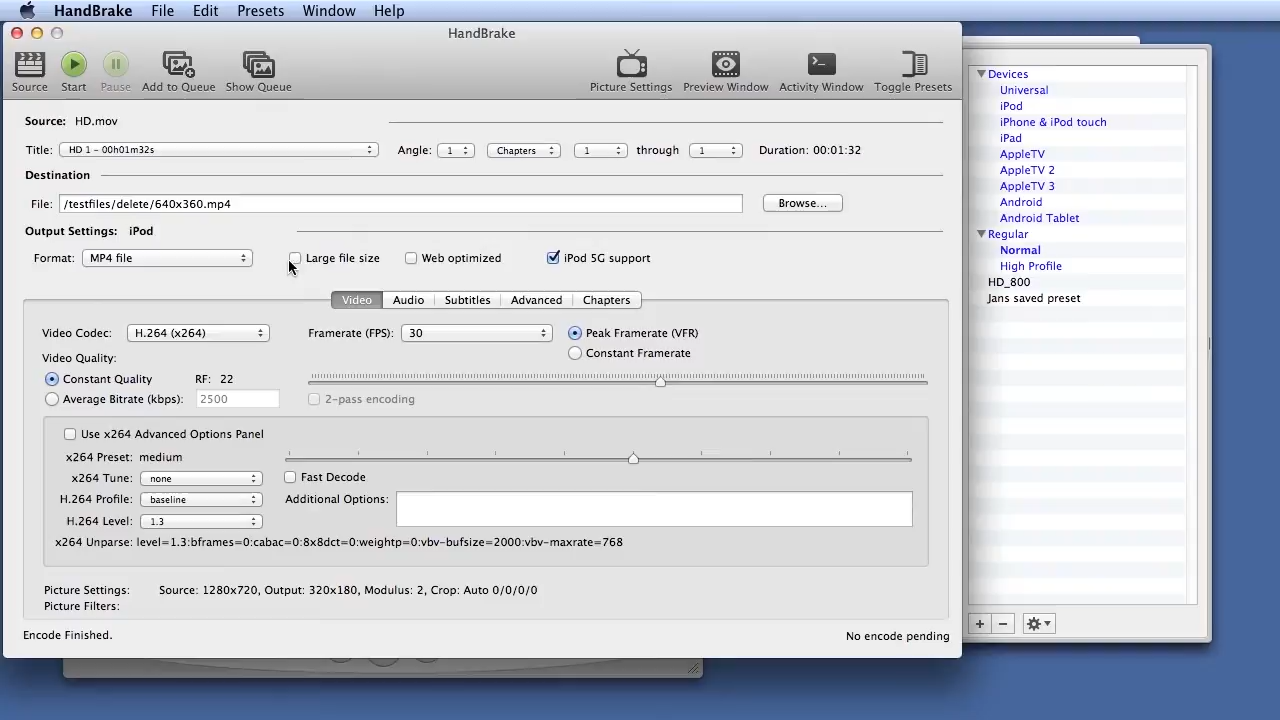 HandBrake File Edit Presets Window Help
HandBrake
Source Start Pause Add to Queue Show Queue Picture Settings Preview Window Activity Window Toggle Presets
Source: HD.mov
Title: HD 1 - 00h01m32s Angle: 1 Chapters 1 through 1 Duration: 00:01:32
Destination
File: /testfiles/delete/640x360.mp4 Browse...
Output Settings: iPod
Format: MP4 file Large file size Web optimized iPod 5G support
Video Audio Subtitles Advanced Chapters
Video Codec: H.264 (x264) Framerate (FPS): 30 Peak Framerate (VFR)
Constant Framerate
Video Quality:
Constant Quality RF: 22
Average Bitrate (kbps): 2500 2-pass encoding
Use x264 Advanced Options Panel
x264 Preset: medium
x264 Tune: none Fast Decode
H.264 Profile: baseline Additional Options:
H.264 Level: 1.3
x264 Unparse: level=1.3:bframes=0:cabac=0:8x8dct=0:weightp=0:vbv-bufsize=2000:vbv-maxrate=768
Picture Settings: Source: 1280x720, Output: 320x180, Modulus: 2, Crop: Auto 0/0/0/0
Picture Filters:
Encode Finished. No encode pending
Devices
Universal
iPod
iPhone & iPod touch
iPad
AppleTV
AppleTV 2
AppleTV 3
Android
Android Tablet
Regular
Normal
High Profile
HD_800
Jans saved preset